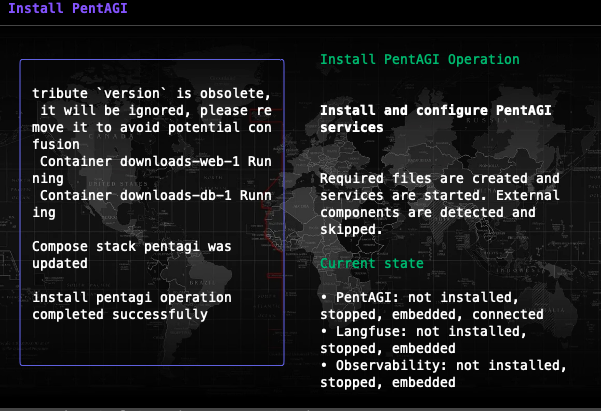 Install PentAGI
tribute `version` is obsolete,
it will be ignored, please re
move it to avoid potential con
fusion
Container downloads-web-1 Run
ning
Container downloads-db-1 Runn
ing
Compose stack pentagi was
updated
install pentagi operation
completed successfully
Install PentAGI Operation
Install and configure PentAGI
services
Required files are created and
services are started. External
components are detected and
skipped.
Current state
• PentAGI: not installed,
stopped, embedded, connected
• Langfuse: not installed,
stopped, embedded
• Observability: not installed,
stopped, embedded